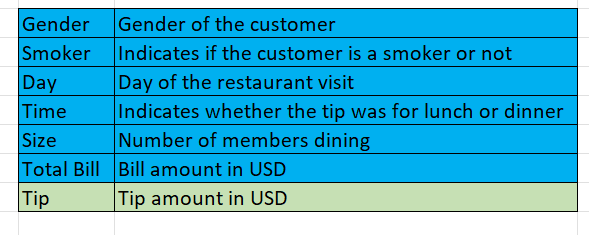 Gender Gender of the customer
Smoker Indicates if the customer is a smoker or not
Day Day of the restaurant visit
Time Indicates whether the tip was for lunch or dinner
Size Number of members dining
Total Bill Bill amount in USD
Tip Tip amount in USD